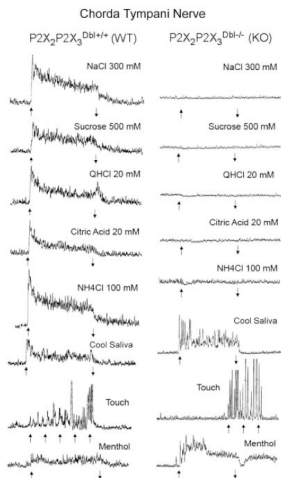 Chorda Tympani Nerve
P2X2P2X3Dbl+/+ (WT)
P2X2P2X3Dbl-/- (KO)
NaCl 300 mM
NaCl 300 mM
Sucrose 500 mM
Sucrose 500 mM
QHCl 20 mM
QHCl 20 mM
Citric Acid 20 mM
Citric Acid 20 mM
NH4Cl 100 mM
NH4Cl 100 mM
Cool Saliva
Cool Saliva
Touch
Touch
Menthol
Menthol